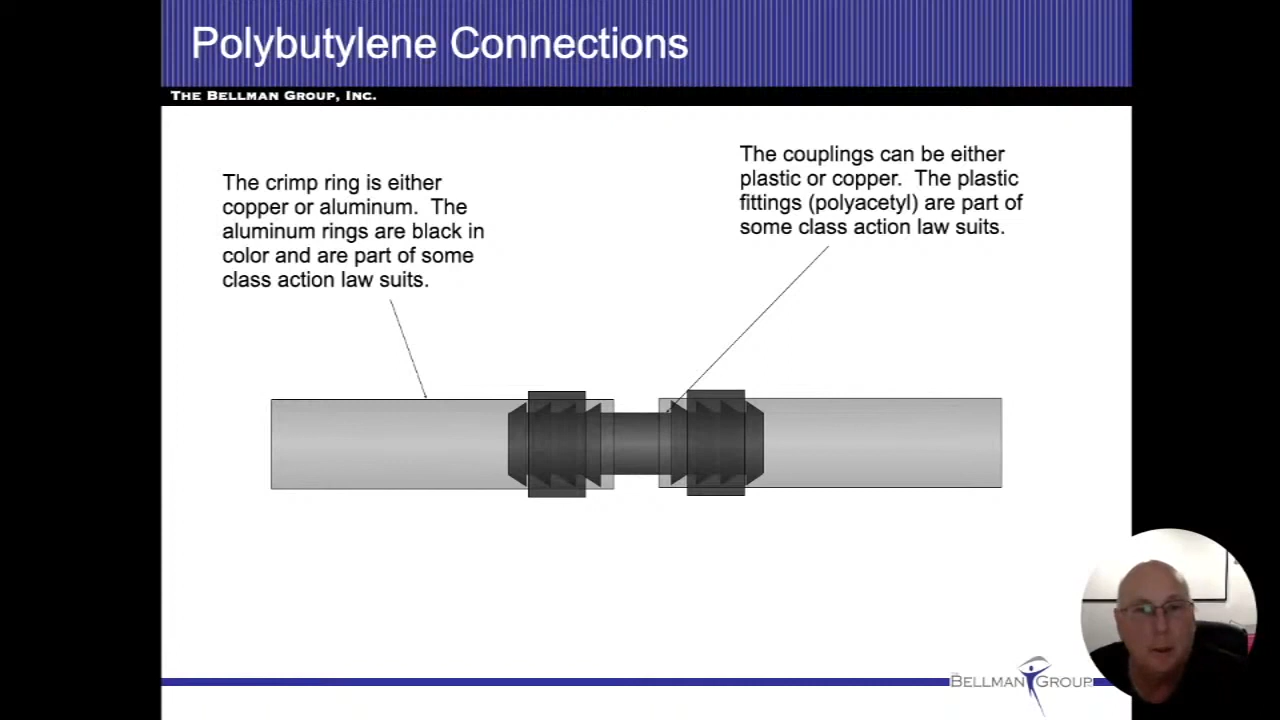 Polybutylene Connections
THE BELLMAN GROUP, INC.
The crimp ring is either
copper or aluminum. The
aluminum rings are black in
color and are part of some
class action law suits.
The couplings can be either
plastic or copper. The plastic
fittings (polyacetyl) are part of
some class action law suits.
BELLMAN GROUP